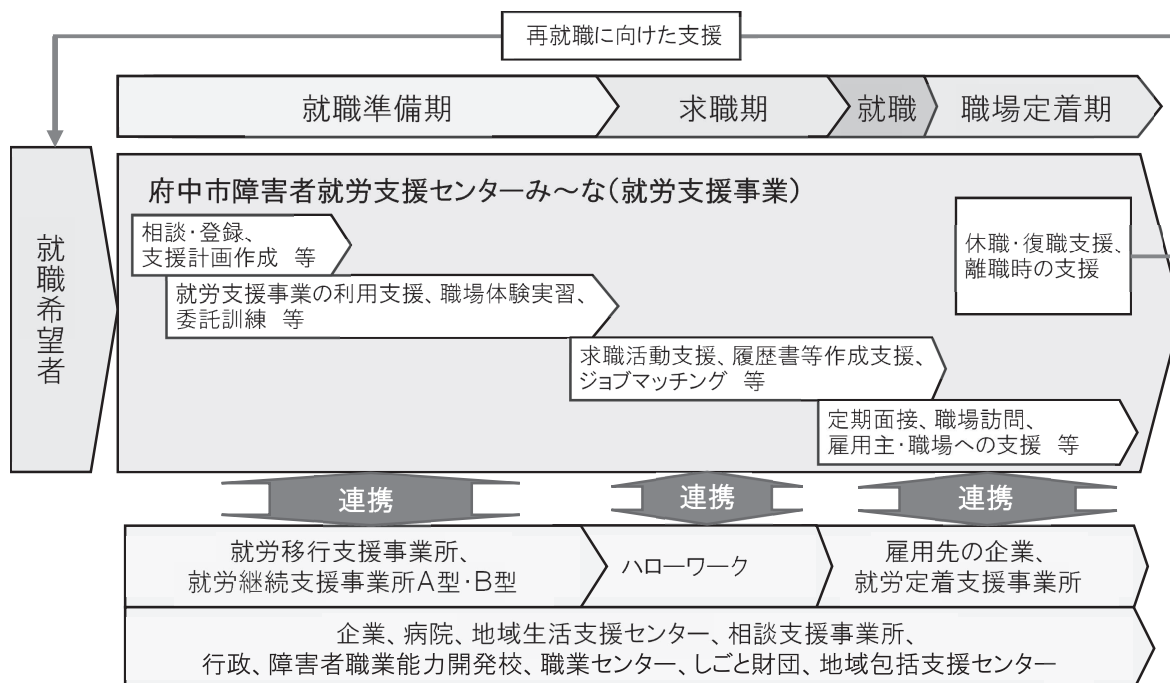 再就職に向けた支援
就職準備期
求職期
就職
職場定着期
就職希望者
府中市障害者就労支援センターみ～な(就労支援事業)
相談・登録、
支援計画作成 等
就労支援事業の利用支援、職場体験実習、
委託訓練 等
求職活動支援、履歴書等作成支援、
ジョブマッチング 等
定期面接、職場訪問、
雇用主・職場への支援 等
休職・復職支援、
離職時の支援
連携
連携
連携
就労移行支援事業所、
就労継続支援事業所A型・B型
ハローワーク
雇用先の企業、
就労定着支援事業所
企業、病院、地域生活支援センター、相談支援事業所、
行政、障害者職業能力開発校、職業センター、しごと財団、地域包括支援センター